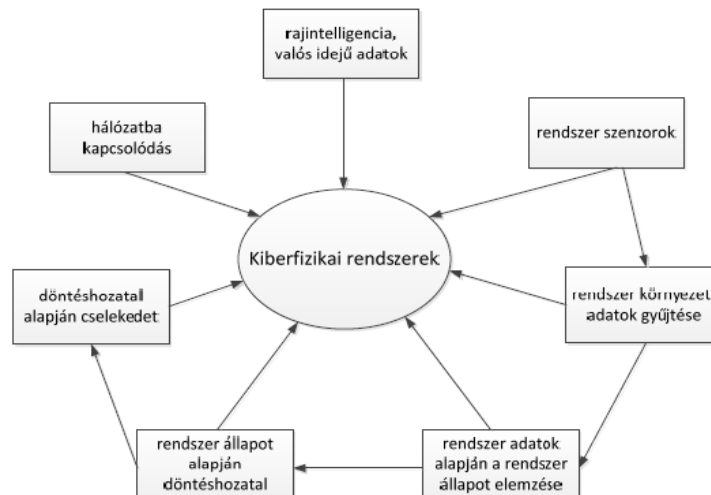 rajintelligencia,
valós idejű adatok
hálózatba
kapcsolódás
rendszer szenzorok
Kiberfizikai rendszerek
döntéshozatal
alapján cselekedet
rendszer környezet
adatok gyűjtése
rendszer állapot
alapján
döntéshozatal
rendszer adatok
alapján a rendszer
állapot elemzése